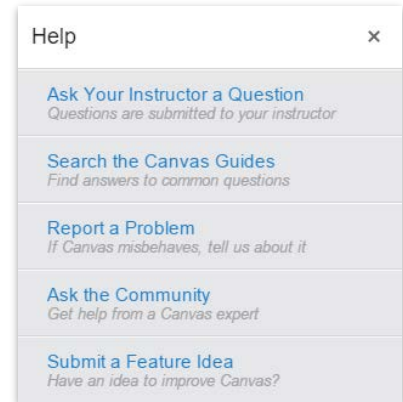 Help ×
Ask Your Instructor a Question
Questions are submitted to your instructor
Search the Canvas Guides
Find answers to common questions
Report a Problem
If Canvas misbehaves, tell us about it
Ask the Community
Get help from a Canvas expert
Submit a Feature Idea
Have an idea to improve Canvas?